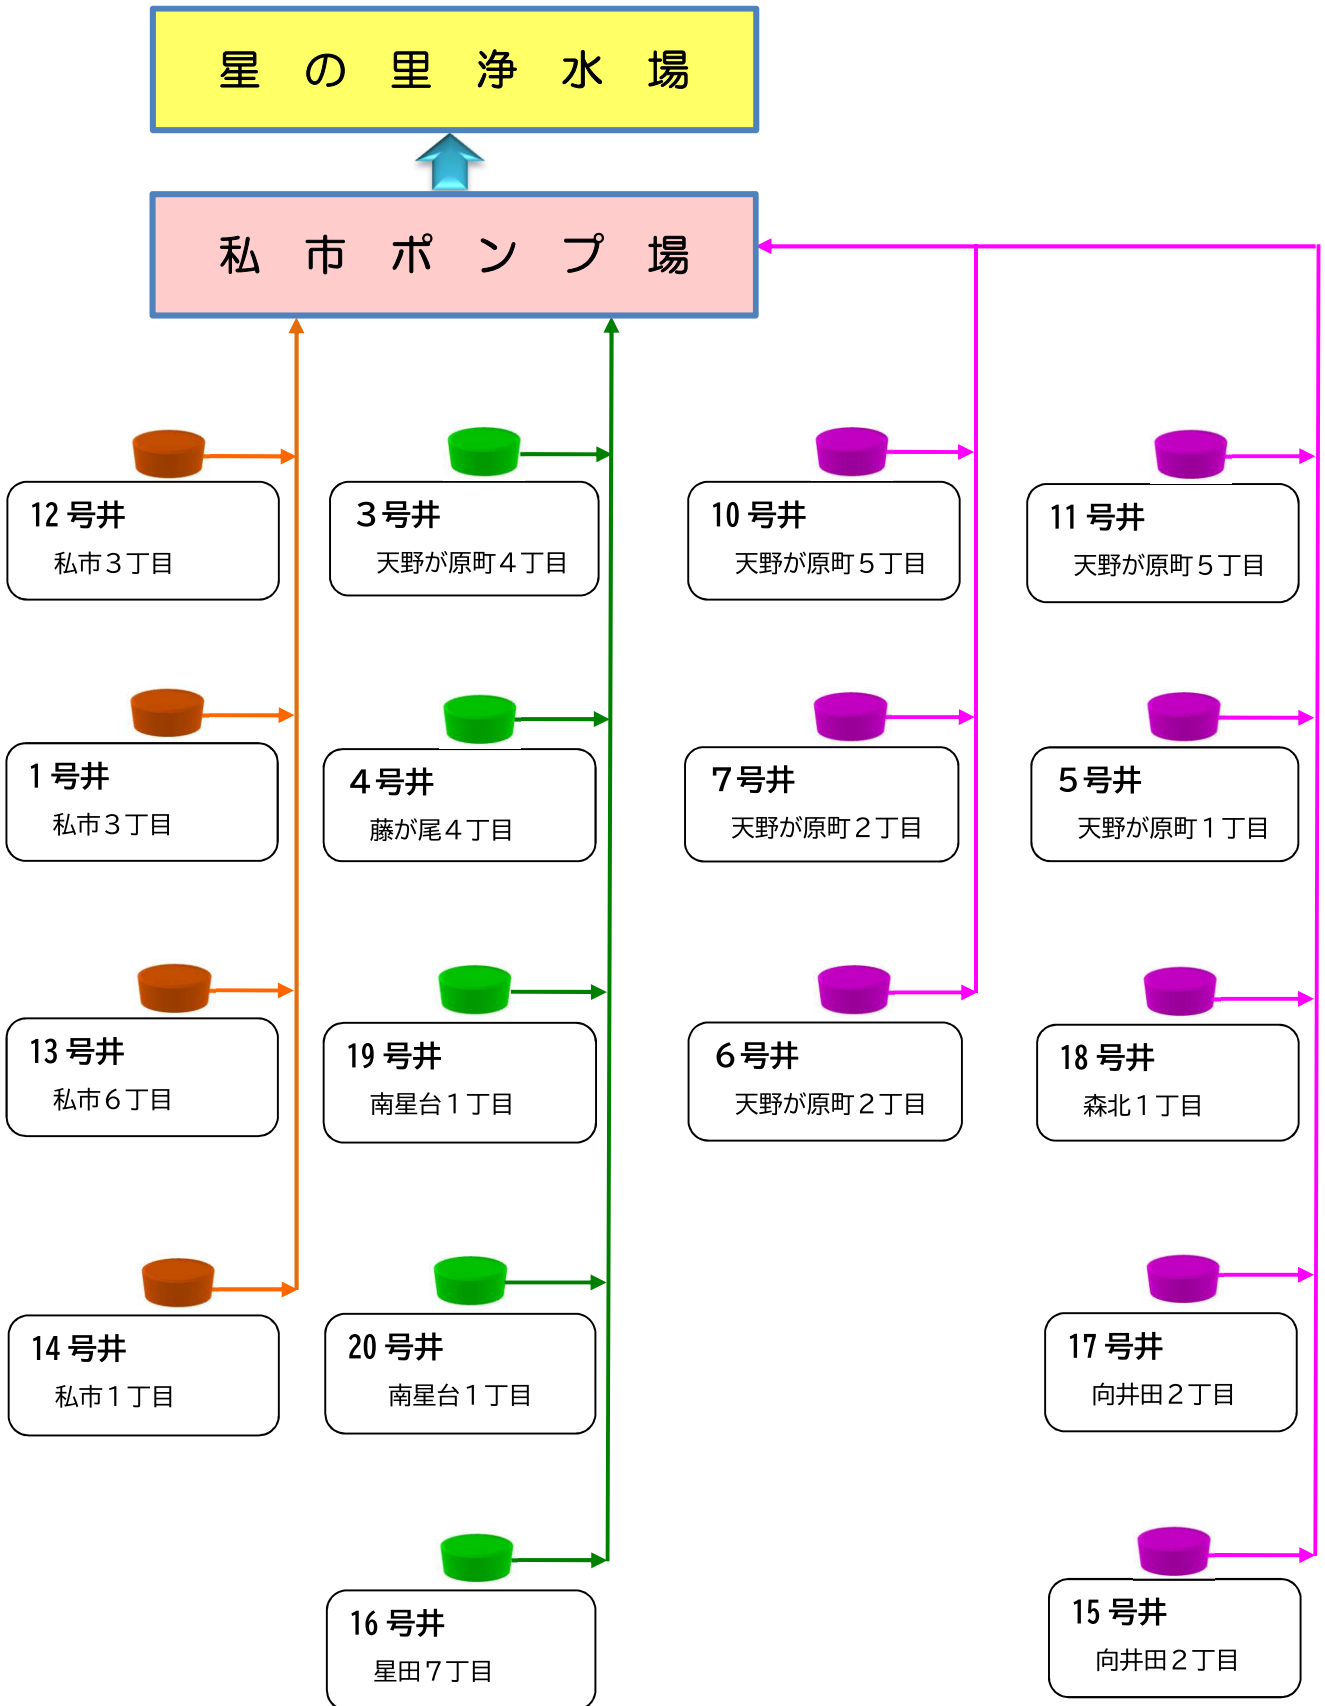 星の里浄水場
私市ポンプ場
12号井
私市３丁目
３号井
天野が原町４丁目
10号井
天野が原町５丁目
11号井
天野が原町５丁目
１号井
私市３丁目
４号井
藤が尾４丁目
７号井
天野が原町２丁目
５号井
天野が原町１丁目
13号井
私市６丁目
19号井
南星台１丁目
６号井
天野が原町２丁目
18号井
森北１丁目
14号井
私市１丁目
20号井
南星台１丁目
17号井
向井田２丁目
16号井
星田７丁目
15号井
向井田２丁目